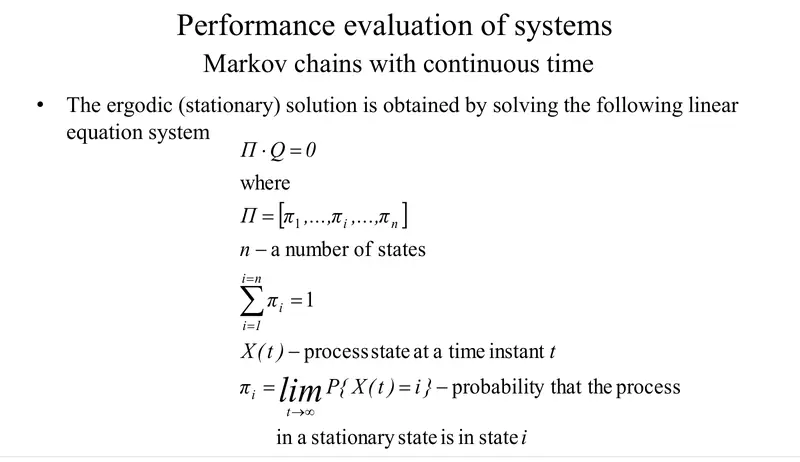 Performance evaluation of systems
Markov chains with continuous time
• The ergodic (stationary) solution is obtained by solving the following linear
equation system
Π · Q = 0
where
Π = [π₁,...,πᵢ,...,πₙ]
n – a number of states
i=n
∑ πᵢ = 1
i=1
X(t) – process state at a time instant t
πᵢ = lim P{ X(t) = i } – probability that the process
t→∞
in a stationary state is in state i